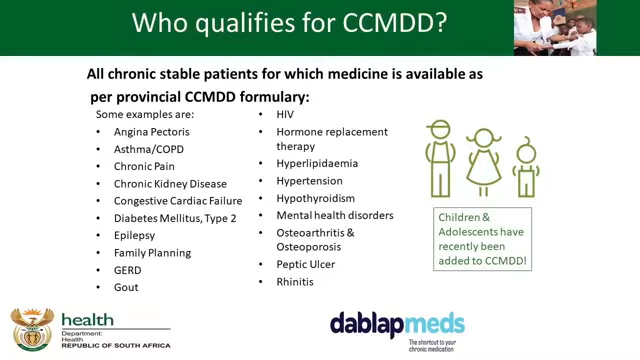 Who qualifies for CCMDD?
All chronic stable patients for which medicine is available as
per provincial CCMDD formulary:
Some examples are:
• Angina Pectoris
• Asthma/COPD
• Chronic Pain
• Chronic Kidney Disease
• Congestive Cardiac Failure
• Diabetes Mellitus, Type 2
• Epilepsy
• Family Planning
• GERD
• Gout
• HIV
• Hormone replacement
therapy
• Hyperlipidaemia
• Hypertension
• Hypothyroidism
• Mental health disorders
• Osteoarthritis &
Osteoporosis
• Peptic Ulcer
• Rhinitis
Children &
Adolescents have
recently been
added to CCMDD!
health
Department:
Health
REPUBLIC OF SOUTH AFRICA
dablapmeds
The shortcut to your
chronic medication